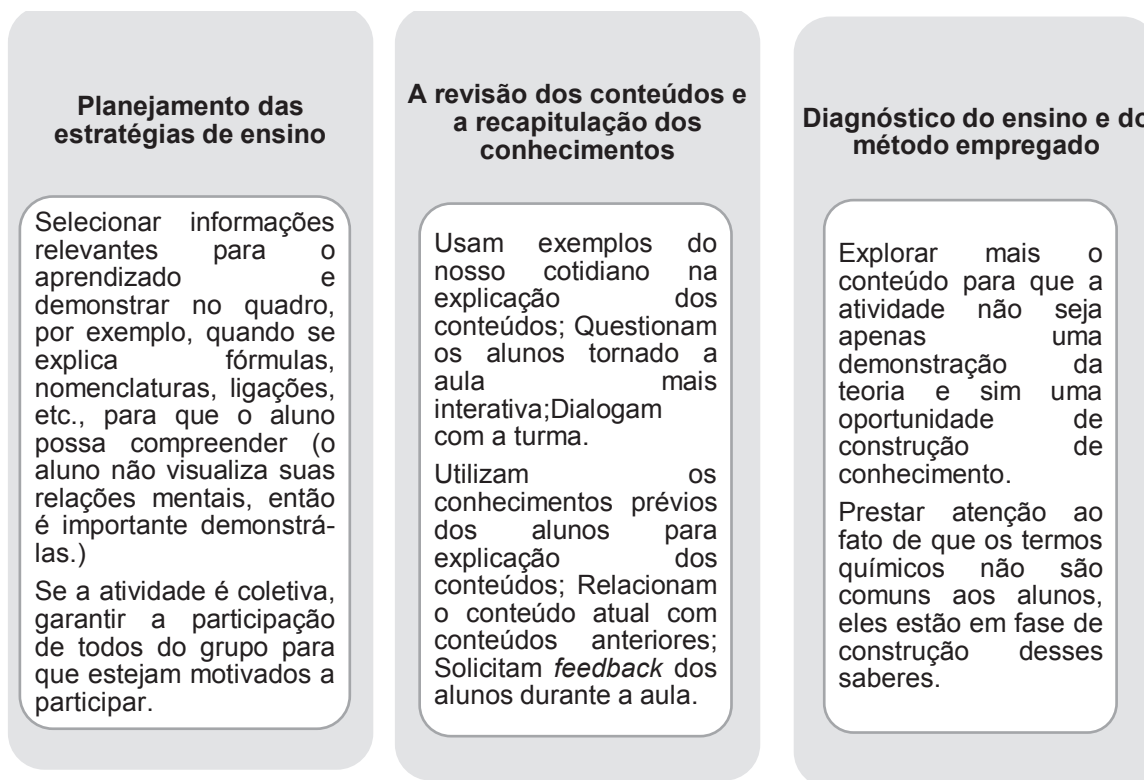 Planejamento das
estratégias de ensino
Selecionar informações
relevantes para o
aprendizado e
demonstrar no quadro,
por exemplo, quando se
explica fórmulas,
nomenclaturas, ligações,
etc., para que o aluno
possa compreender (o
aluno não visualiza suas
relações mentais, então
é importante demonstrá-
las.)
Se a atividade é coletiva,
garantir a participação
de todos do grupo para
que estejam motivados a
participar.
A revisão dos conteúdos e
a recapitulação dos
conhecimentos
Usam exemplos do
nosso cotidiano na
explicação dos
conteúdos; Questionam
os alunos tornado a
aula mais
interativa;Dialogam
com a turma.
Utilizam os
conhecimentos prévios
dos alunos para
explicação dos
conteúdos; Relacionam
o conteúdo atual com
conteúdos anteriores;
Solicitam feedback dos
alunos durante a aula.
Diagnóstico do ensino e do
método empregado
Explorar mais o
conteúdo para que a
atividade não seja
apenas uma
demonstração da
teoria e sim uma
oportunidade de
construção de
conhecimento.
Prestar atenção ao
fato de que os termos
químicos não são
comuns aos alunos,
eles estão em fase de
construção desses
saberes.